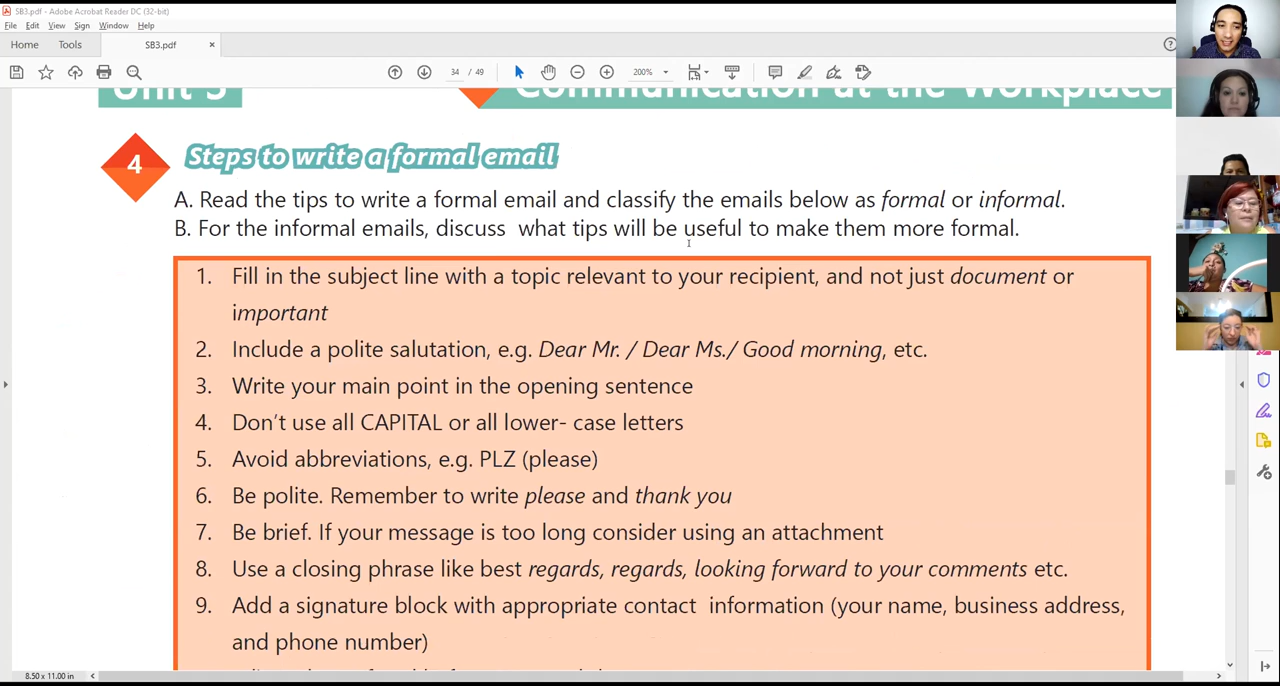 SB3.pdf - Adobe Acrobat Reader DC (32-bit)
File Edit View Sign Window Help
Home Tools SB3.pdf ×
34 / 49 200%
Unit 5 Communication at the Workplace
4 Steps to write a formal email
A. Read the tips to write a formal email and classify the emails below as formal or informal.
B. For the informal emails, discuss what tips will be useful to make them more formal.
1. Fill in the subject line with a topic relevant to your recipient, and not just document or
important
2. Include a polite salutation, e.g. Dear Mr. / Dear Ms./ Good morning, etc.
3. Write your main point in the opening sentence
4. Don't use all CAPITAL or all lower- case letters
5. Avoid abbreviations, e.g. PLZ (please)
6. Be polite. Remember to write please and thank you
7. Be brief. If your message is too long consider using an attachment
8. Use a closing phrase like best regards, regards, looking forward to your comments etc.
9. Add a signature block with appropriate contact information (your name, business address,
and phone number)
8.50 x 11.00 in